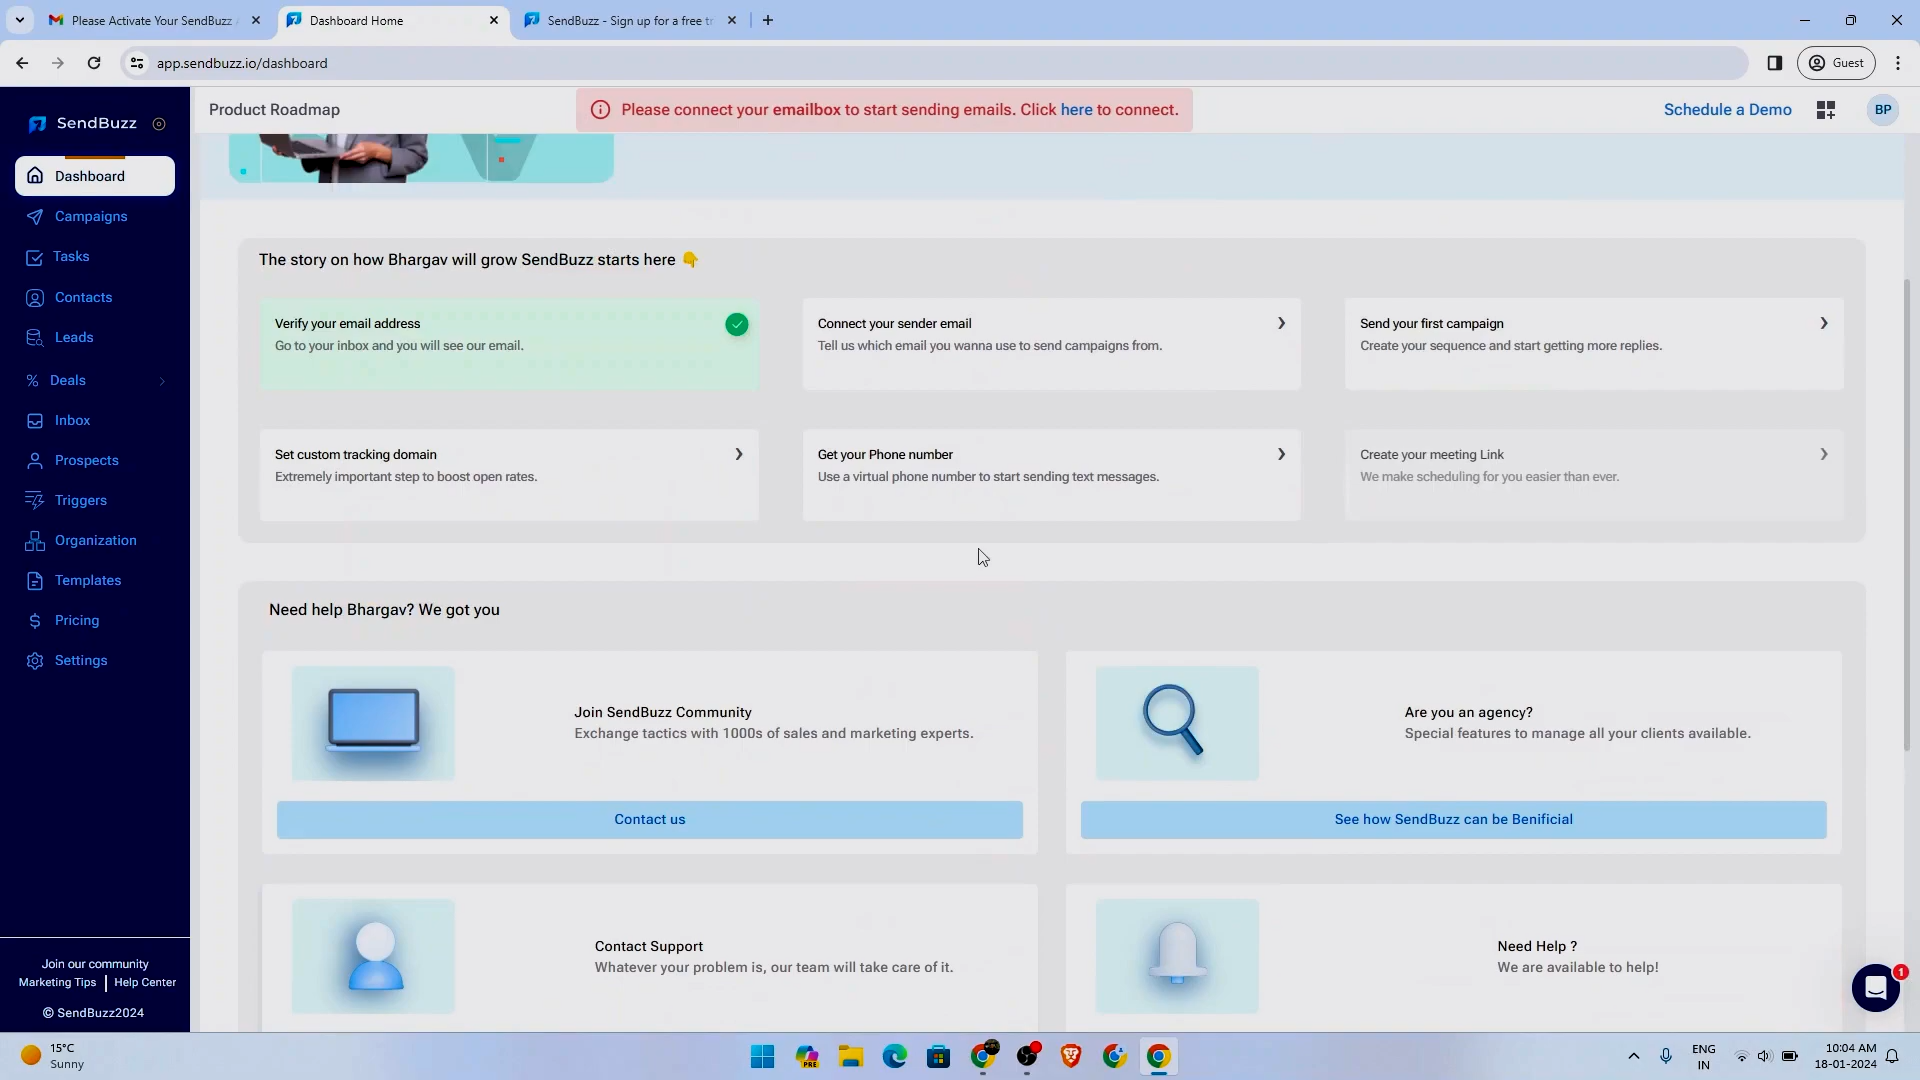 Please Activate Your SendBuzz
Dashboard Home
SendBuzz - Sign up for a free tr
app.sendbuzz.io/dashboard
Guest
SendBuzz
Product Roadmap
Please connect your emailbox to start sending emails. Click here to connect.
Schedule a Demo
BP
Dashboard
Campaigns
Tasks
Contacts
Leads
Deals
Inbox
Prospects
Triggers
Organization
Templates
Pricing
Settings
Join our community
Marketing Tips | Help Center
© SendBuzz2024
The story on how Bhargav will grow SendBuzz starts here 👇
Verify your email address
Go to your inbox and you will see our email.
Connect your sender email
Tell us which email you wanna use to send campaigns from.
Send your first campaign
Create your sequence and start getting more replies.
Set custom tracking domain
Extremely important step to boost open rates.
Get your Phone number
Use a virtual phone number to start sending text messages.
Create your meeting Link
We make scheduling for you easier than ever.
Need help Bhargav? We got you
Join SendBuzz Community
Exchange tactics with 1000s of sales and marketing experts.
Contact us
Are you an agency?
Special features to manage all your clients available.
See how SendBuzz can be Benificial
Contact Support
Whatever your problem is, our team will take care of it.
Need Help ?
We are available to help!
1
15°C
Sunny
PRE
ENG
IN
10:04 AM
18-01-2024